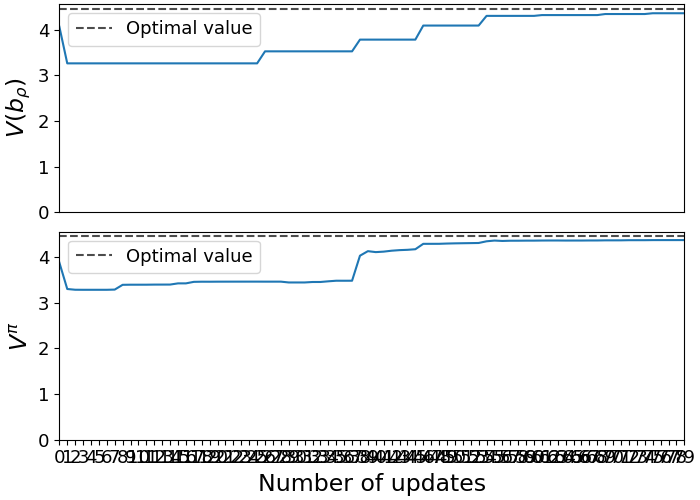 4
3
2
1
0
V(b_ρ)
Optimal value
4
3
2
1
0
V^π
Optimal value
0 1 2 3 4 5 6 7 8 9
Number of updates